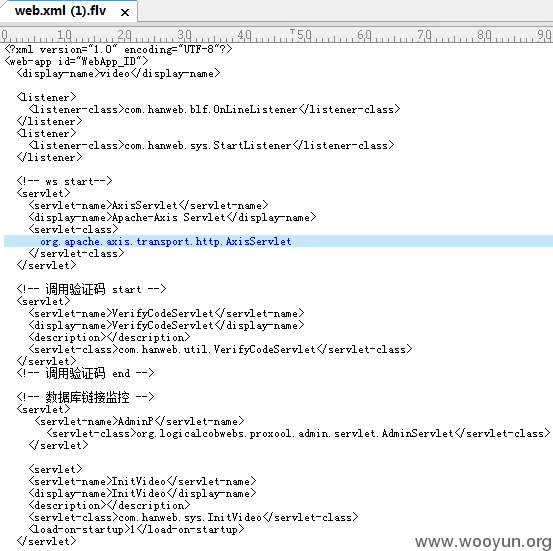 web.xml (1).flv
0 10 20 30 40 50 60 70 80 90
<?xml version="1.0" encoding="UTF-8"?>
<web-app id="WebApp_ID">
<display-name>video</display-name>
<listener>
<listener-class>com.hanweb.blf.OnLineListener</listener-class>
</listener>
<listener>
<listener-class>com.hanweb.sys.StartListener</listener-class>
</listener>
<!-- ws start-->
<servlet>
<servlet-name>AxisServlet</servlet-name>
<display-name>Apache-Axis Servlet</display-name>
<servlet-class>
org.apache.axis.transport.http.AxisServlet
</servlet-class>
</servlet>
<!-- 调用验证码 start -->
<servlet>
<servlet-name>VerifyCodeServlet</servlet-name>
<display-name>VerifyCodeServlet</display-name>
<description></description>
<servlet-class>com.hanweb.util.VerifyCodeServlet</servlet-class>
</servlet>
<!-- 调用验证码 end -->
<!-- 数据库链接监控 -->
<servlet>
<servlet-name>AdminP</servlet-name>
<servlet-class>org.logicalcobwebs.proxool.admin.servlet.AdminServlet</servlet-class>
</servlet>
<servlet>
<servlet-name>InitVideo</servlet-name>
<display-name>InitVideo</display-name>
<description></description>
<servlet-class>com.hanweb.sys.InitVideo</servlet-class>
<load-on-startup>1</load-on-startup>
</servlet>
www.wooyun.org